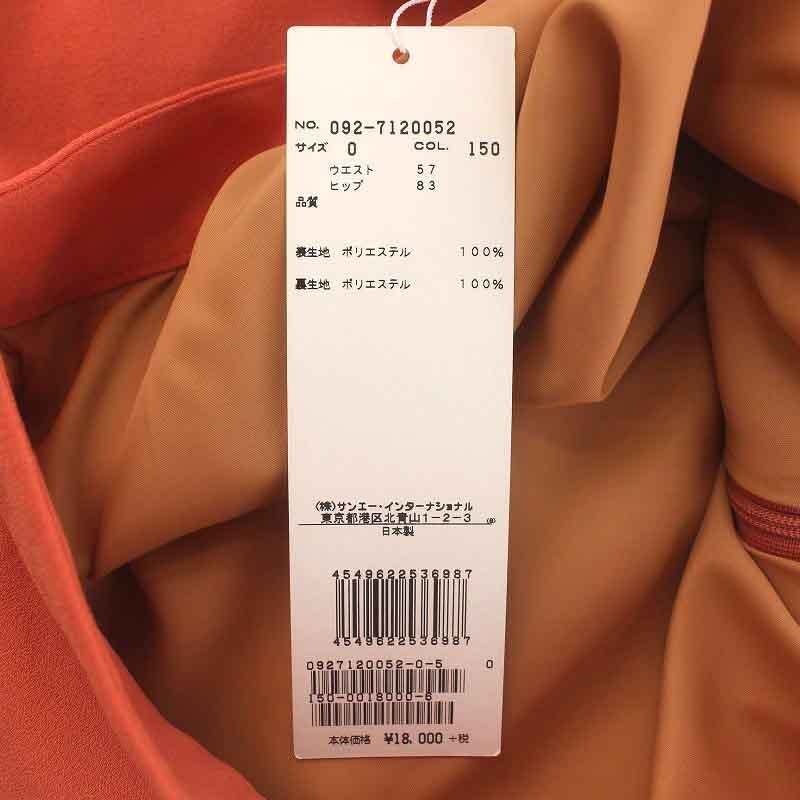 NO. 092-7120052
サイズ 0 COL. 150
ウエスト 57
ヒップ 83
品質
表生地 ポリエステル 100%
裏生地 ポリエステル 100%
(株)サンエー・インターナショナル
東京都港区北青山1-2-3
日本製
4549622536987
4549622536987
0927120052-0-5 0
150-0018000-6
本体価格 ¥18,000 +税